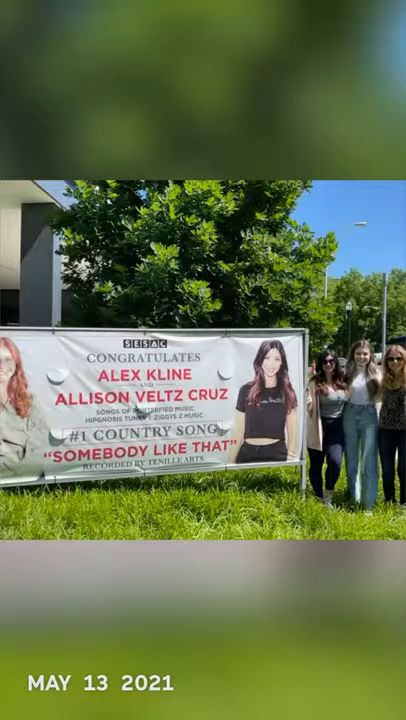 SESAC
CONGRATULATES
ALEX KLINE
AND
ALLISON VELTZ CRUZ
SONGS OF PORTERFIED MUSIC
HIPGNOSIS TUNES | ZIGGYS Z MUSIC
#1 COUNTRY SONG
"SOMEBODY LIKE THAT"
RECORDED BY TENILLE ARTS
MAY 13 2021